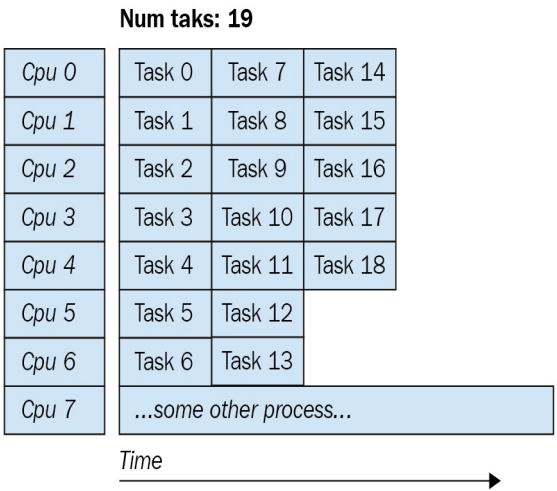 Num taks: 19
Cpu 0 Task 0 Task 7 Task 14
Cpu 1 Task 1 Task 8 Task 15
Cpu 2 Task 2 Task 9 Task 16
Cpu 3 Task 3 Task 10 Task 17
Cpu 4 Task 4 Task 11 Task 18
Cpu 5 Task 5 Task 12
Cpu 6 Task 6 Task 13
Cpu 7 ...some other process...
Time